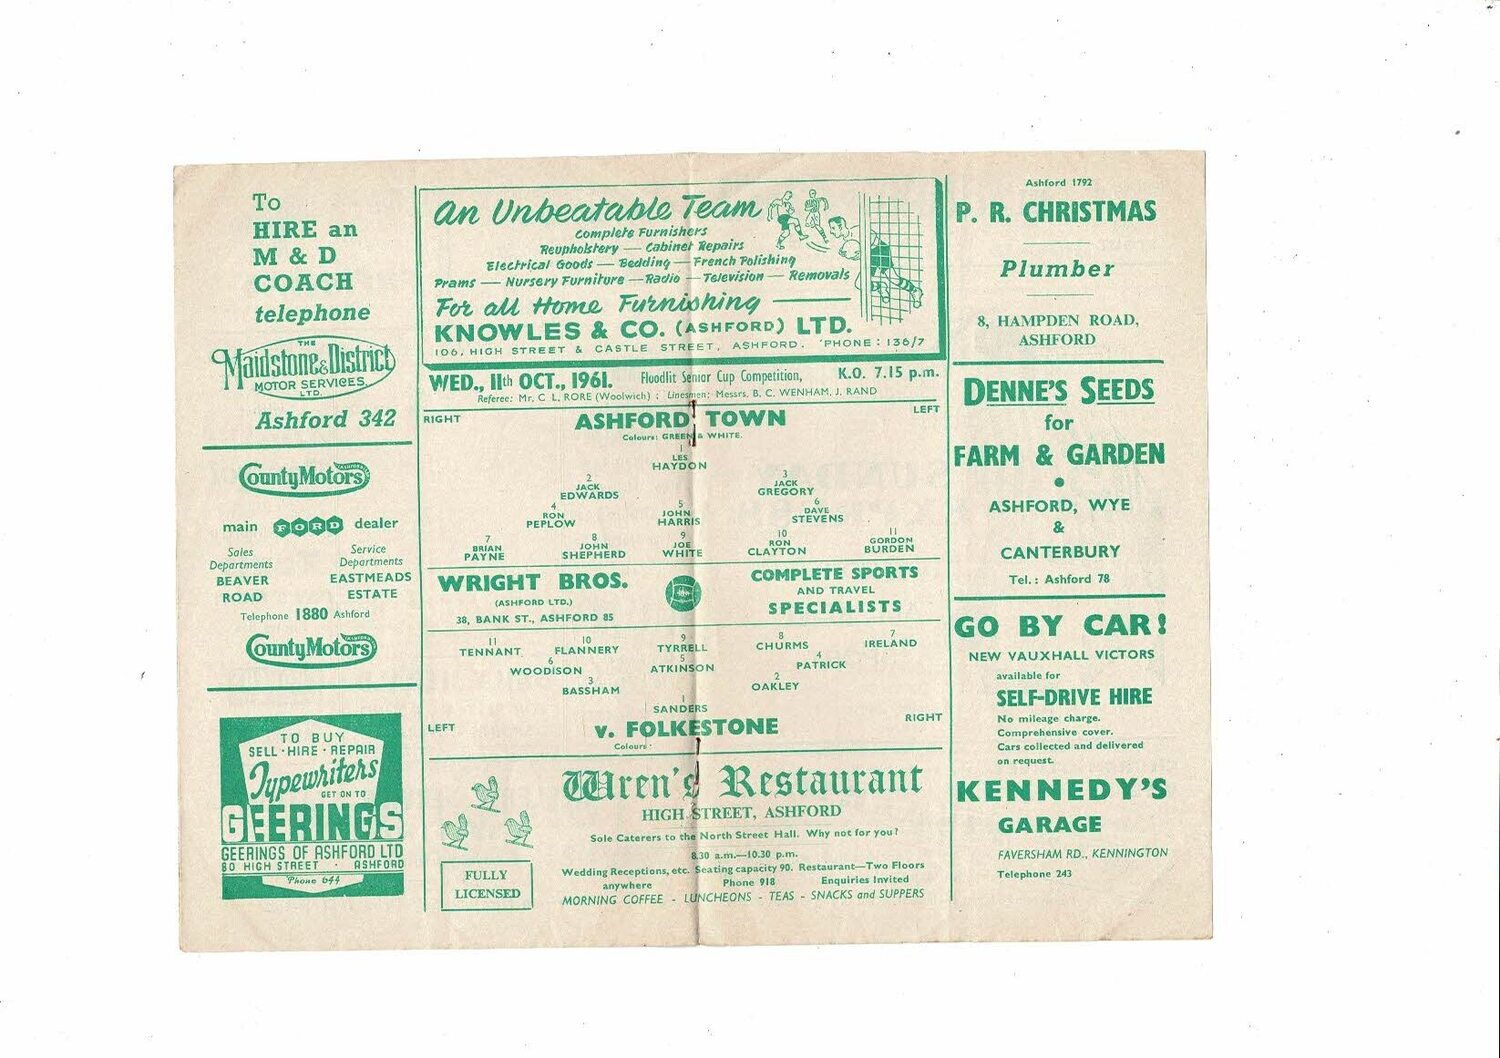 To
HIRE an
M & D
COACH
telephone
THE
Maidstone & District
MOTOR SERVICES
LTD.
Ashford 342
County Motors
main FORD dealer
Sales
Departments
BEAVER
ROAD
Service
Departments
EASTMEADS
ESTATE
Telephone 1880 Ashford
County Motors
TO BUY
SELL · HIRE · REPAIR
Typewriters
GET ON TO
GEERINGS
GEERINGS OF ASHFORD LTD
80 HIGH STREET · ASHFORD
Phone 644
An Unbeatable Team
Complete Furnishers
Reupholstery — Cabinet Repairs
Electrical Goods — Bedding — French Polishing
Prams — Nursery Furniture — Radio — Television — Removals
For all Home Furnishing
KNOWLES & CO. (ASHFORD) LTD.
106, HIGH STREET & CASTLE STREET, ASHFORD. 'PHONE : 136/7
WED., 11th OCT., 1961. Floodlit Senior Cup Competition, K.O. 7.15 p.m.
Referee: Mr. C L. RORE (Woolwich) ; Linesmen: Messrs. B. C. WENHAM, J. RAND
RIGHT ASHFORD TOWN LEFT
Colours: GREEN & WHITE.
1
LES
HAYDON
2
JACK
EDWARDS
3
JACK
GREGORY
4
RON
PEPLOW
5
JOHN
HARRIS
6
DAVE
STEVENS
7
BRIAN
PAYNE
8
JOHN
SHEPHERD
9
JOE
WHITE
10
RON
CLAYTON
11
GORDON
BURDEN
WRIGHT BROS.
(ASHFORD LTD.)
38, BANK ST., ASHFORD 85
COMPLETE SPORTS
AND TRAVEL
SPECIALISTS
11
TENNANT
10
FLANNERY
9
TYRRELL
8
CHURMS
7
IRELAND
6
WOODISON
5
ATKINSON
4
PATRICK
3
BASSHAM
2
OAKLEY
1
SANDERS
LEFT v. FOLKESTONE RIGHT
Colours:
Wren's Restaurant
HIGH STREET, ASHFORD
Sole Caterers to the North Street Hall. Why not for you?
8.30 a.m.—10.30 p.m.
Wedding Receptions, etc. Seating capacity 90. Restaurant—Two Floors
anywhere Phone 918 Enquiries Invited
MORNING COFFEE - LUNCHEONS - TEAS - SNACKS and SUPPERS
FULLY
LICENSED
Ashford 1792
P. R. CHRISTMAS
Plumber
8, HAMPDEN ROAD,
ASHFORD
DENNE'S SEEDS
for
FARM & GARDEN
ASHFORD, WYE
&
CANTERBURY
Tel.: Ashford 78
GO BY CAR!
NEW VAUXHALL VICTORS
available for
SELF-DRIVE HIRE
No mileage charge.
Comprehensive cover.
Cars collected and delivered
on request.
KENNEDY'S
GARAGE
FAVERSHAM RD., KENNINGTON
Telephone 243